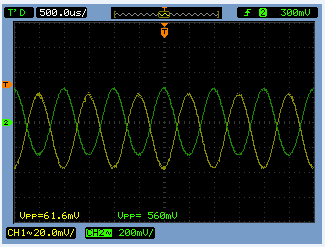 T'D 500.0us/ T ƒ 2 300mV
T
T
2
Vpp=61.6mV Vpp= 560mV
CH1~20.0mV/ CH2~ 200mV/